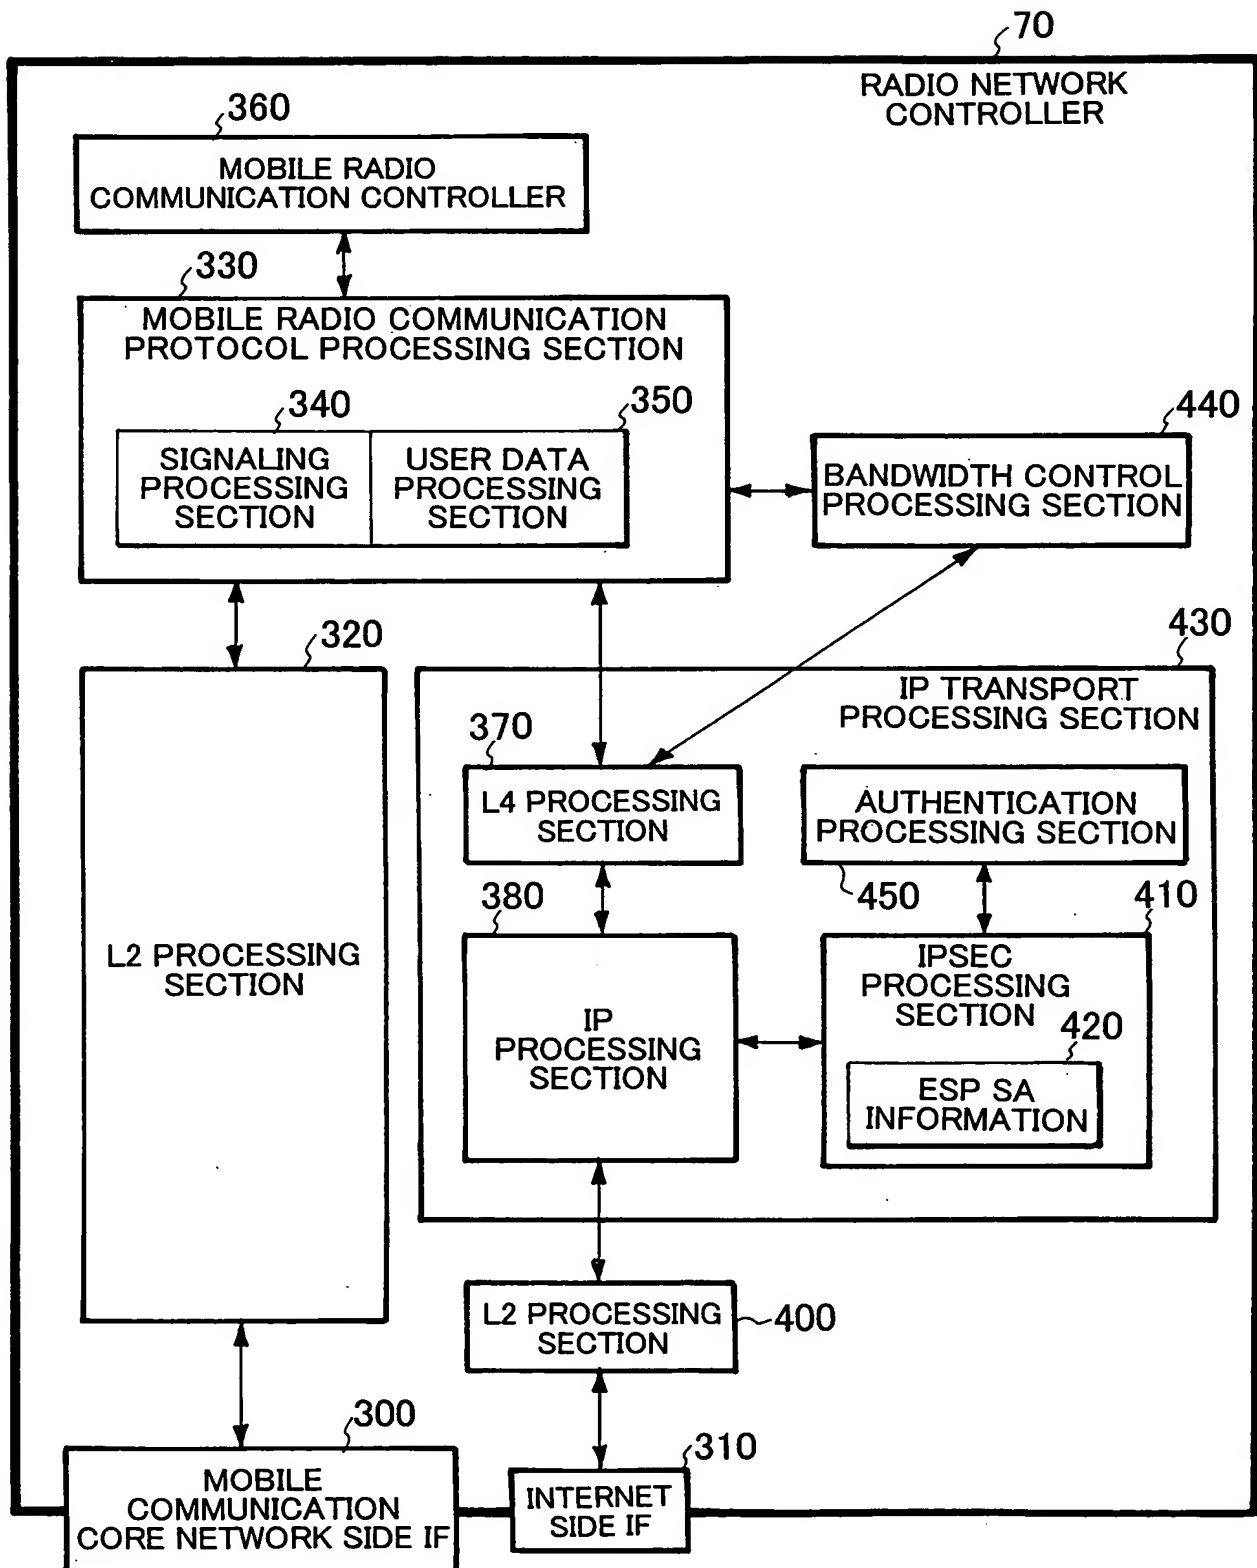 70
RADIO NETWORK
CONTROLLER
360
MOBILE RADIO
COMMUNICATION CONTROLLER
330
MOBILE RADIO COMMUNICATION
PROTOCOL PROCESSING SECTION
340
350
SIGNALING
PROCESSING
SECTION
USER DATA
PROCESSING
SECTION
440
BANDWIDTH CONTROL
PROCESSING SECTION
320
L2 PROCESSING
SECTION
430
IP TRANSPORT
PROCESSING SECTION
370
L4 PROCESSING
SECTION
AUTHENTICATION
PROCESSING SECTION
450
380
IP
PROCESSING
SECTION
410
IPSEC
PROCESSING
SECTION
420
ESP SA
INFORMATION
L2 PROCESSING
SECTION
400
300
MOBILE
COMMUNICATION
CORE NETWORK SIDE IF
310
INTERNET
SIDE IF